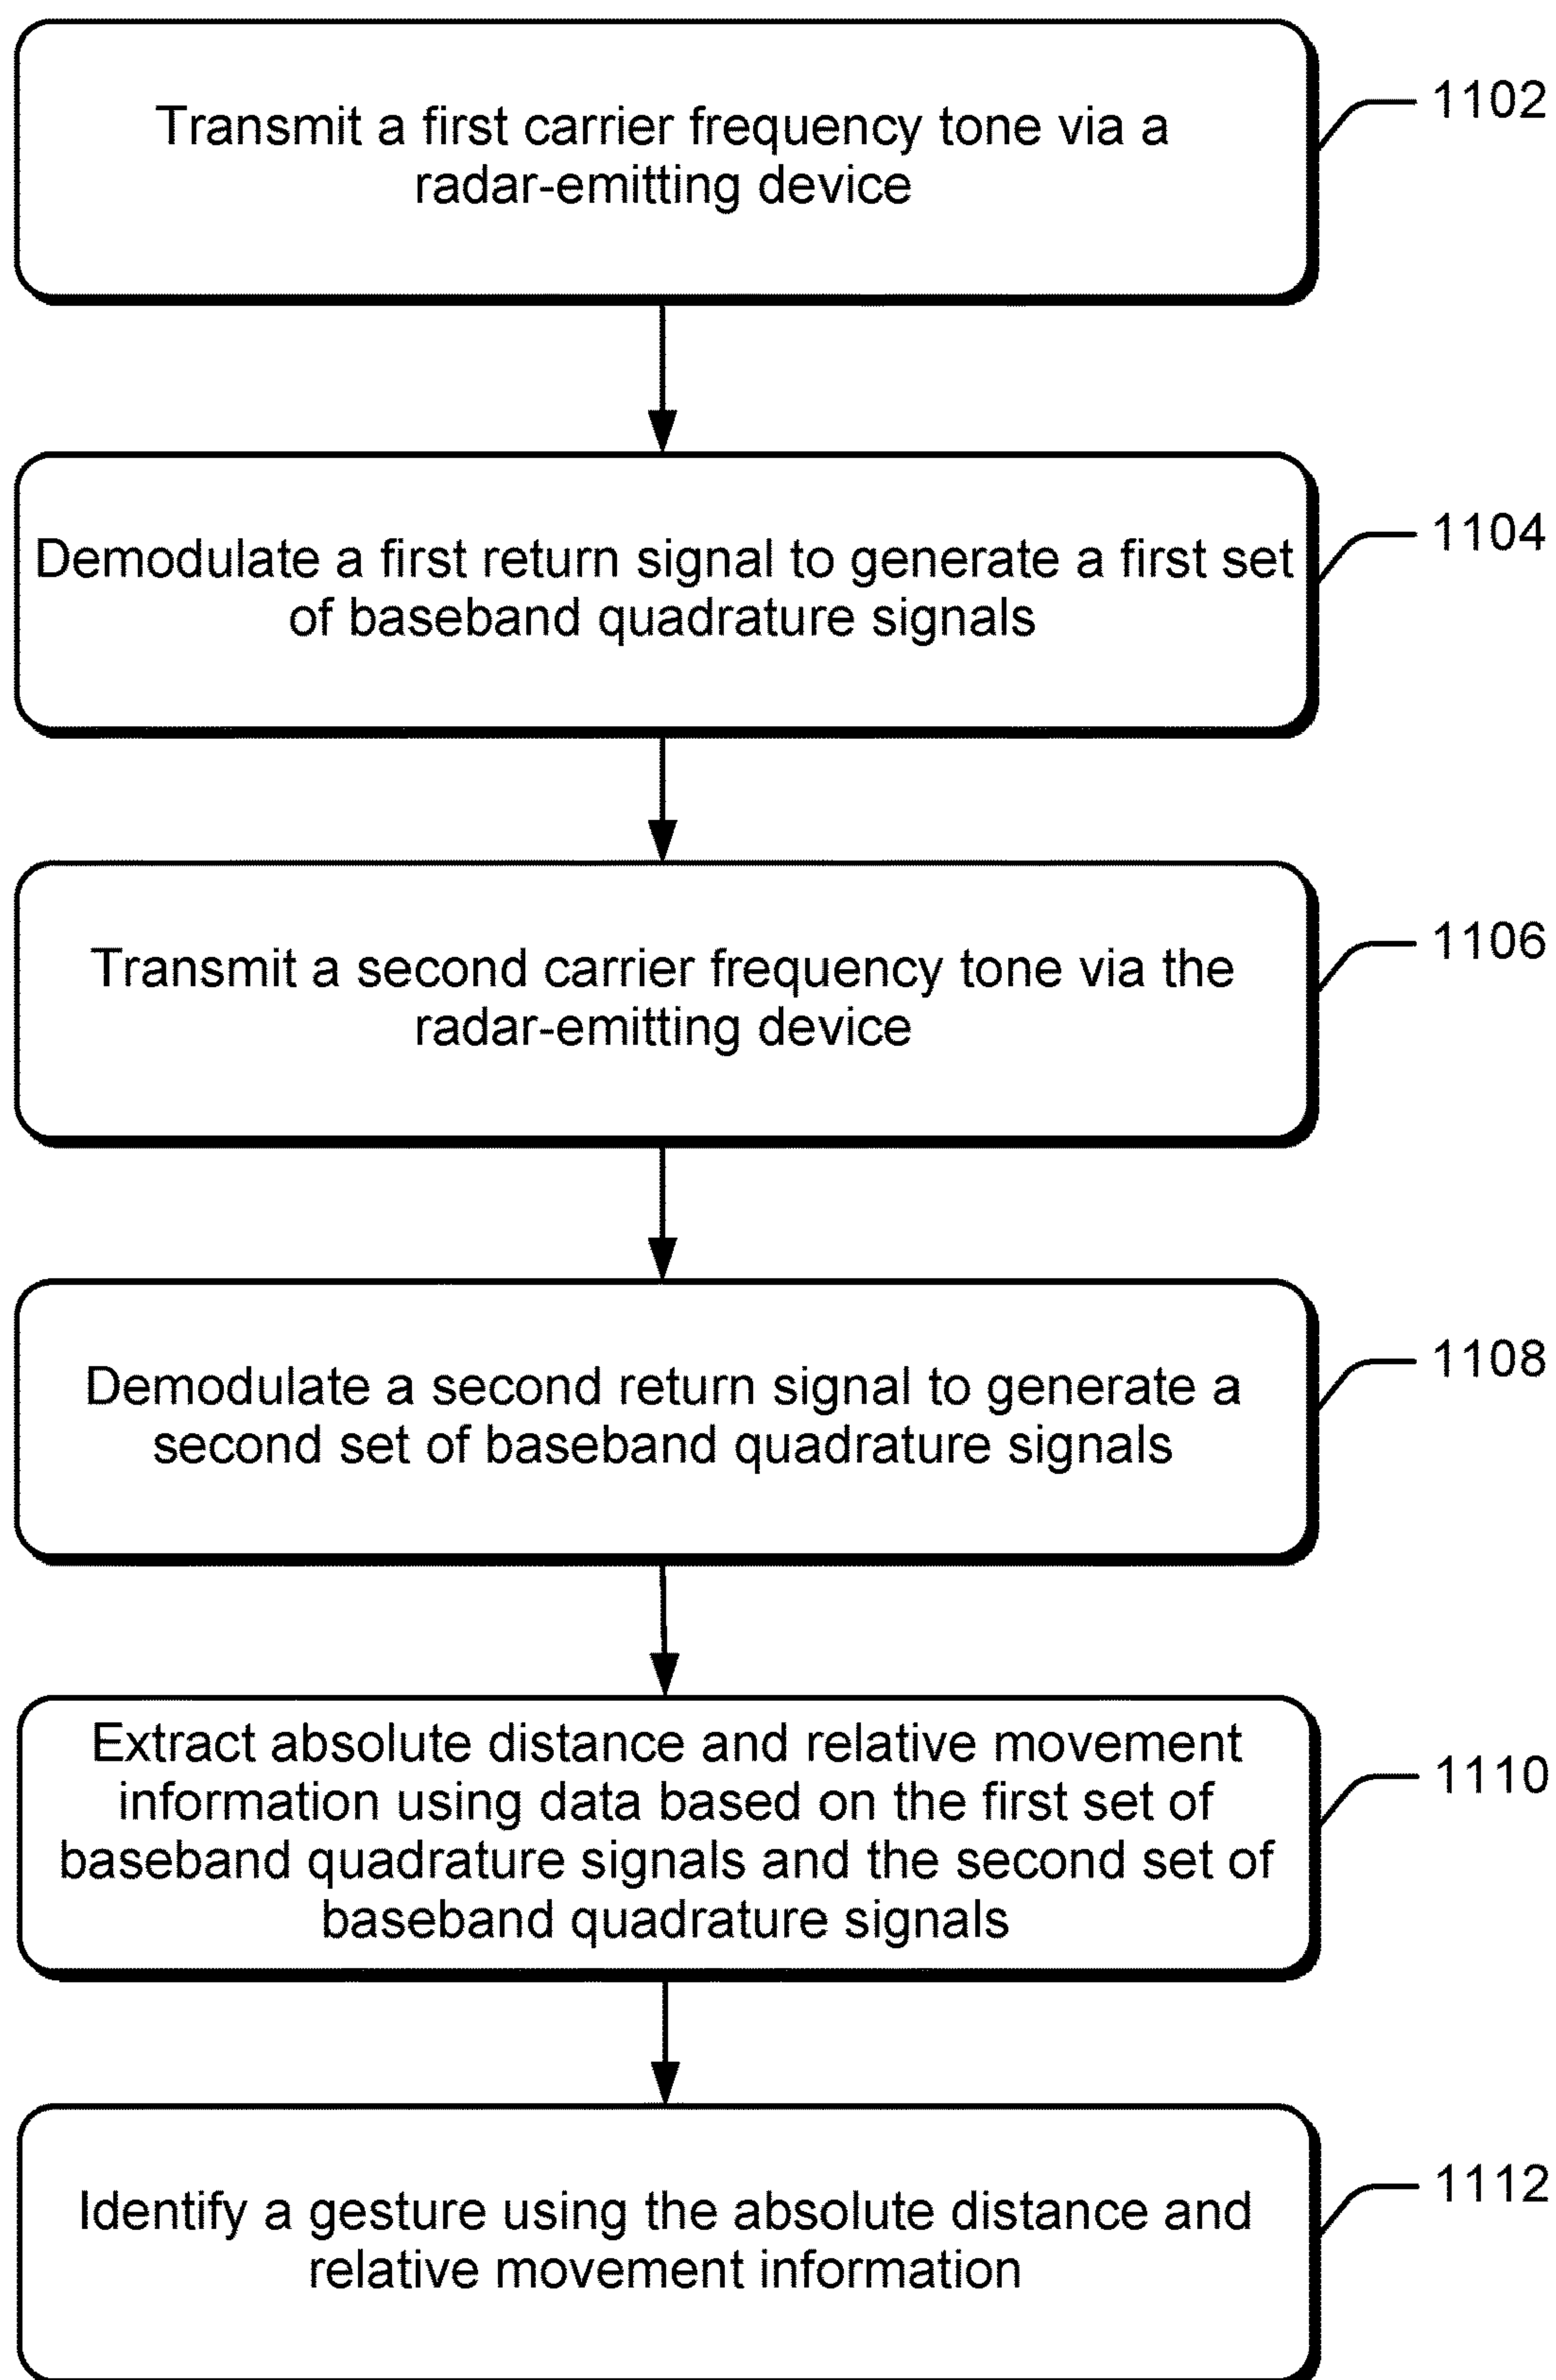 Transmit a first carrier frequency tone via a
radar-emitting device
1102
Demodulate a first return signal to generate a first set
of baseband quadrature signals
1104
Transmit a second carrier frequency tone via the
radar-emitting device
1106
Demodulate a second return signal to generate a
second set of baseband quadrature signals
1108
Extract absolute distance and relative movement
information using data based on the first set of
baseband quadrature signals and the second set of
baseband quadrature signals
1110
Identify a gesture using the absolute distance and
relative movement information
1112